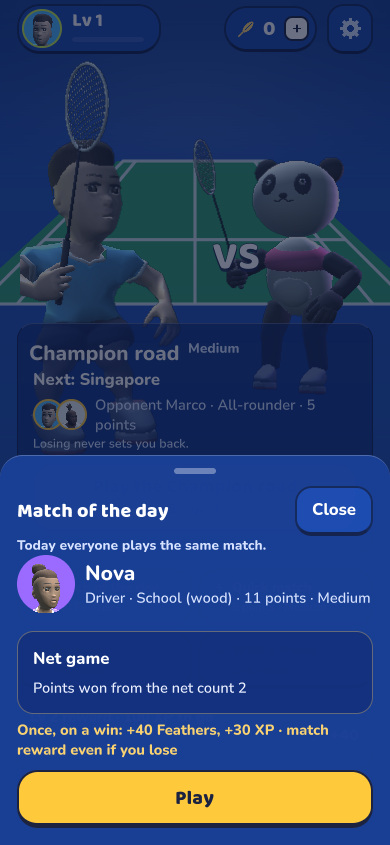 Lv 1
0
+
VS
Champion road Medium
Next: Singapore
Opponent Marco · All-rounder · 5
points
Losing never sets you back.
Match of the day
Close
Today everyone plays the same match.
Nova
Driver · School (wood) · 11 points · Medium
Net game
Points won from the net count 2
Once, on a win: +40 Feathers, +30 XP · match
reward even if you lose
Play